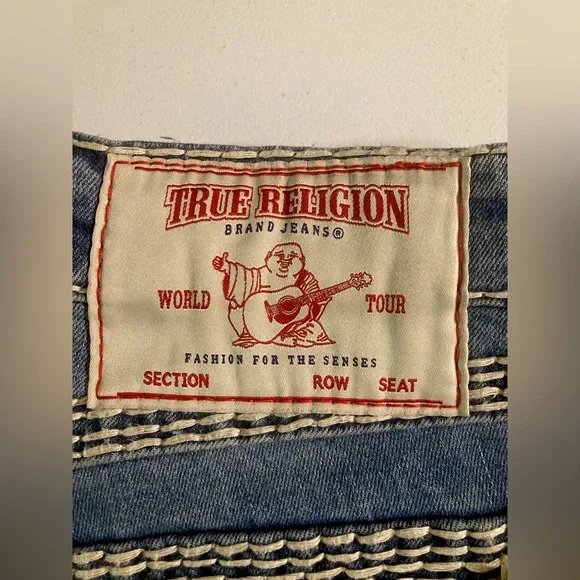 TRUE RELIGION
BRAND JEANS®
WORLD TOUR
FASHION FOR THE SENSES
SECTION ROW SEAT